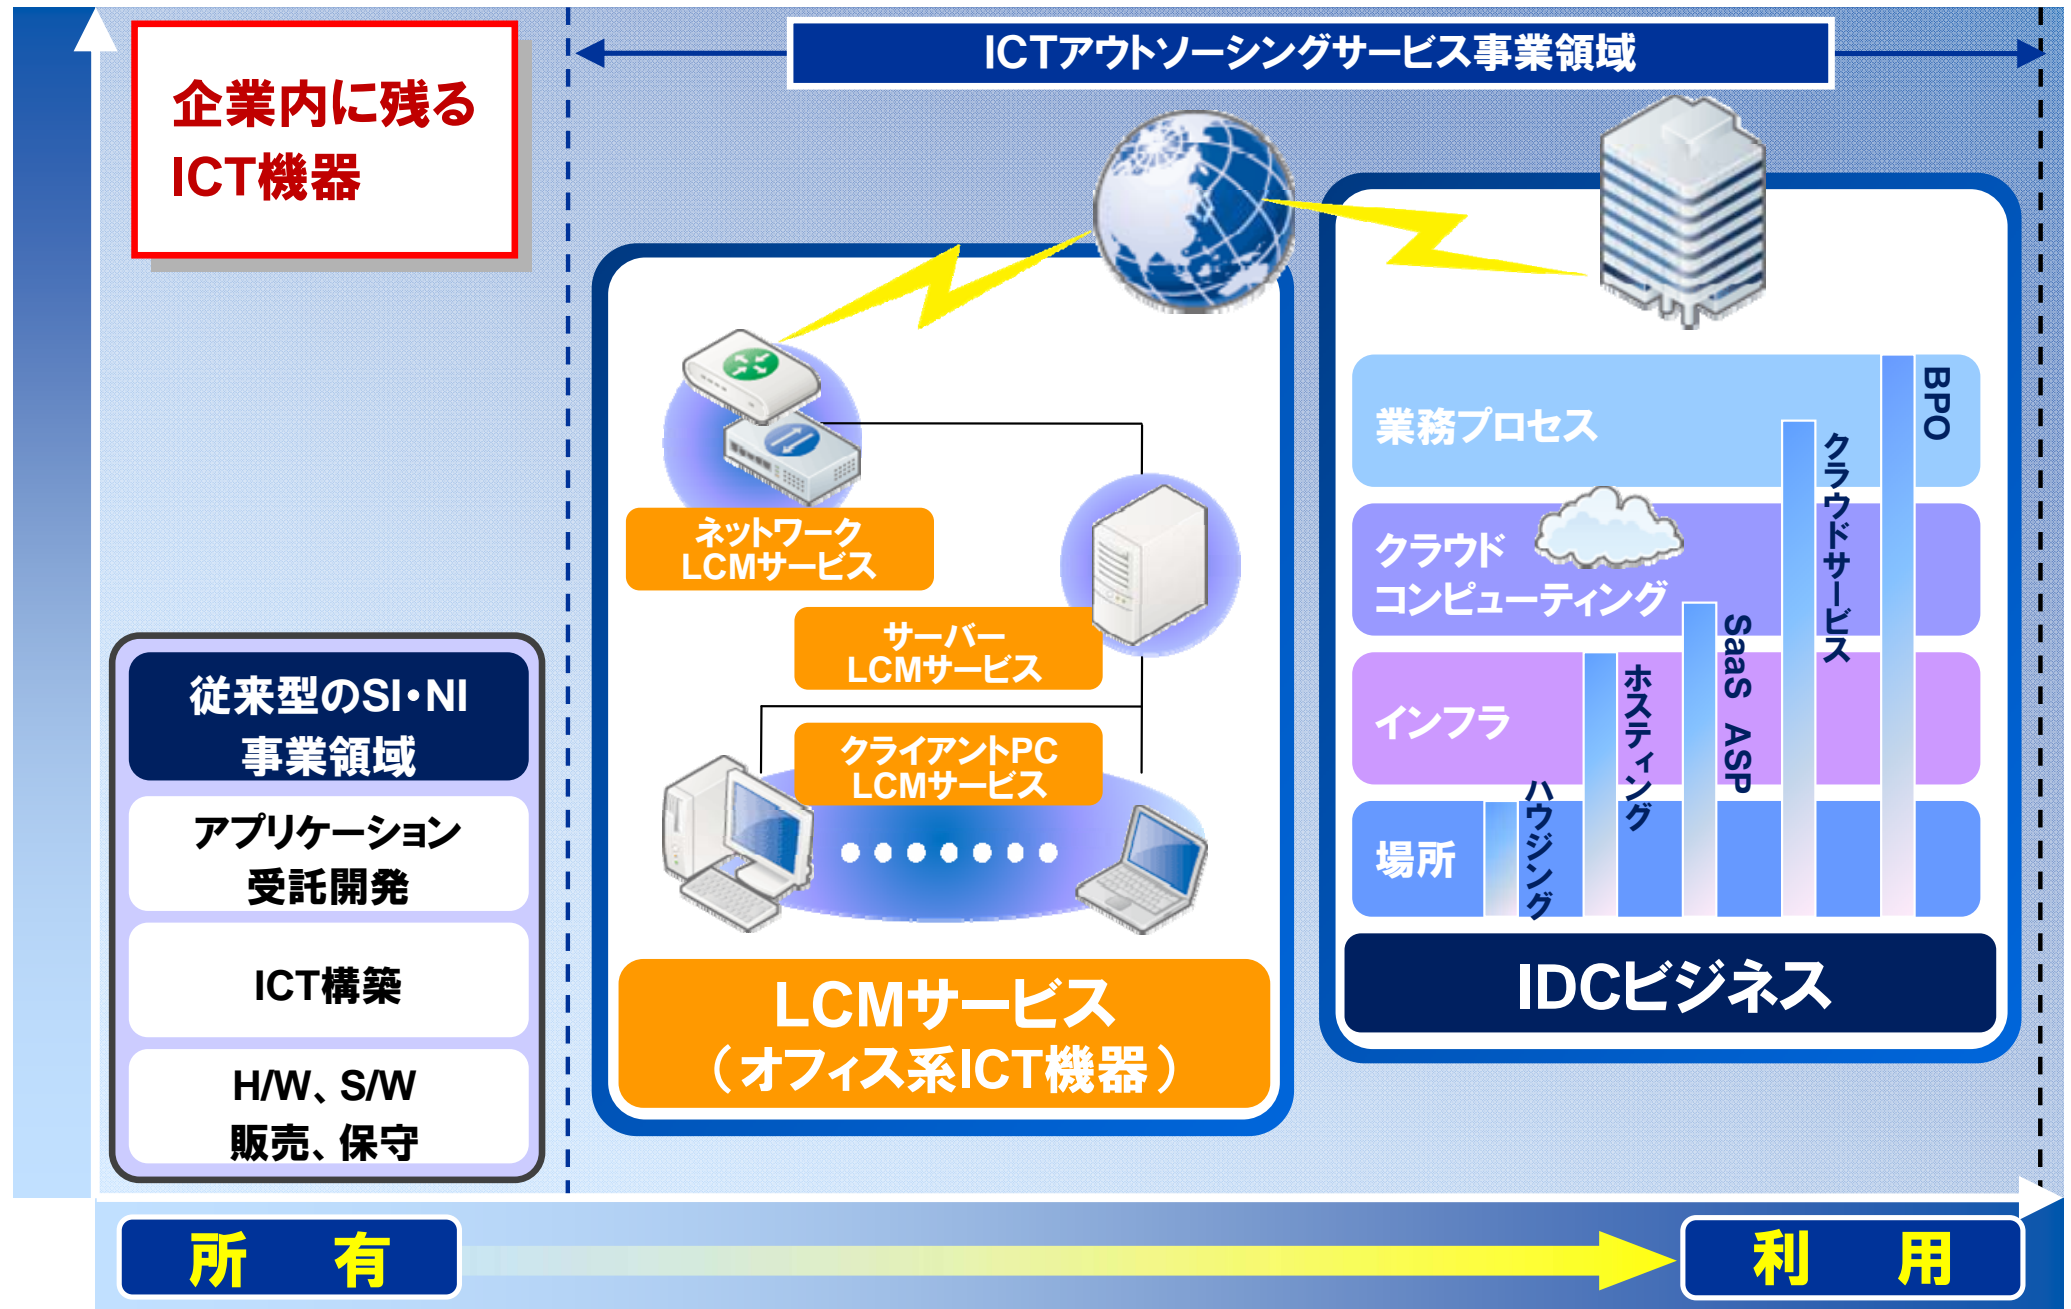 企業内に残る
ICT機器
ICTアウトソーシングサービス事業領域
従来型のSI・NI
事業領域
アプリケーション
受託開発
ICT構築
H/W、S/W
販売、保守
ネットワーク
LCMサービス
サーバー
LCMサービス
クライアントPC
LCMサービス
LCMサービス
（オフィス系ICT機器）
業務プロセス
クラウド
コンピューティング
インフラ
場所
ハウジング
ホスティング
SaaS ASP
クラウドサービス
BPO
IDCビジネス
所 有
利 用